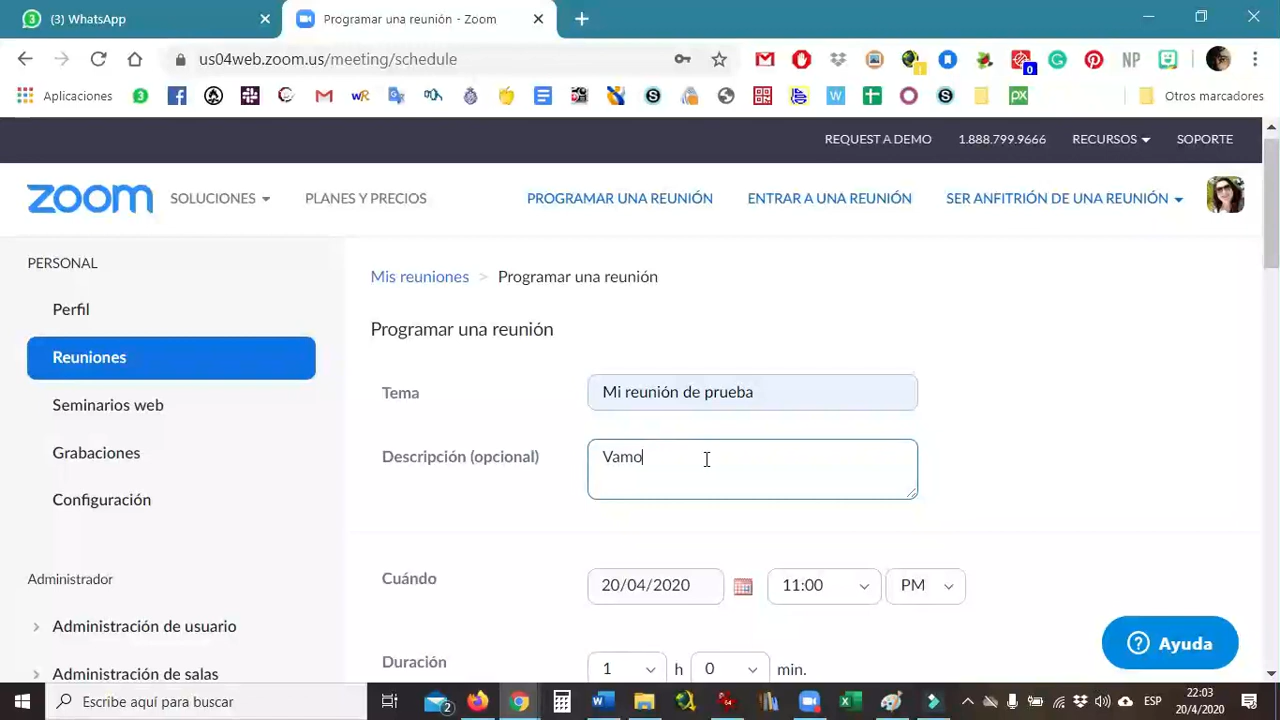 (3) WhatsApp
Programar una reunión - Zoom
us04web.zoom.us/meeting/schedule
Aplicaciones
Otros marcadores
REQUEST A DEMO 1.888.799.9666 RECURSOS SOPORTE
zoom SOLUCIONES PLANES Y PRECIOS PROGRAMAR UNA REUNIÓN ENTRAR A UNA REUNIÓN SER ANFITRIÓN DE UNA REUNIÓN
PERSONAL
Perfil
Reuniones
Seminarios web
Grabaciones
Configuración
Administrador
Administración de usuario
Administración de salas
Mis reuniones > Programar una reunión
Programar una reunión
Tema Mi reunión de prueba
Descripción (opcional) Vamo
Cuándo 20/04/2020 11:00 PM
Duración 1 h 0 min.
Ayuda
Escribe aquí para buscar
ESP
22:03
20/4/2020